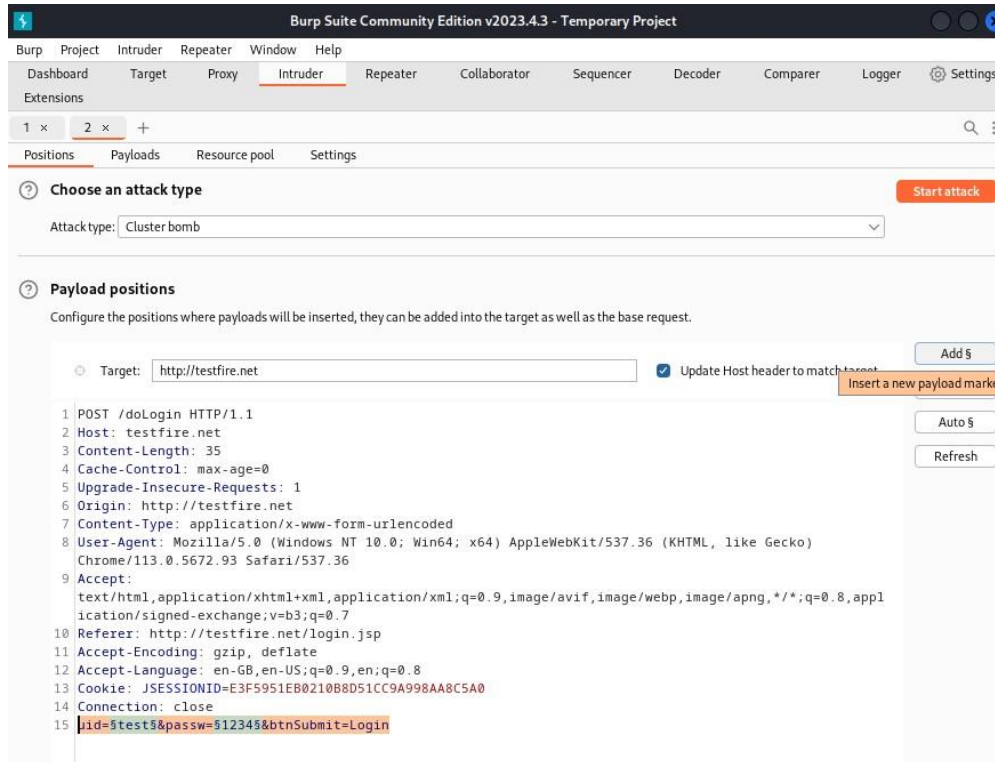 Burp Suite Community Edition v2023.4.3 - Temporary Project
Burp Project Intruder Repeater Window Help
Dashboard Target Proxy Intruder Repeater Collaborator Sequencer Decoder Comparer Logger Settings
Extensions
1 × 2 × +
Positions Payloads Resource pool Settings
? Choose an attack type
Start attack
Attack type: Cluster bomb
? Payload positions
Configure the positions where payloads will be inserted, they can be added into the target as well as the base request.
Add §
Target: http://testfire.net Update Host header to match target
Insert a new payload marke
Auto §
Refresh
1 POST /doLogin HTTP/1.1
2 Host: testfire.net
3 Content-Length: 35
4 Cache-Control: max-age=0
5 Upgrade-Insecure-Requests: 1
6 Origin: http://testfire.net
7 Content-Type: application/x-www-form-urlencoded
8 User-Agent: Mozilla/5.0 (Windows NT 10.0; Win64; x64) AppleWebKit/537.36 (KHTML, like Gecko)
Chrome/113.0.5672.93 Safari/537.36
9 Accept:
text/html,application/xhtml+xml,application/xml;q=0.9,image/avif,image/webp,image/apng,*/*;q=0.8,appl
ication/signed-exchange;v=b3;q=0.7
10 Referer: http://testfire.net/login.jsp
11 Accept-Encoding: gzip, deflate
12 Accept-Language: en-GB,en-US;q=0.9,en;q=0.8
13 Cookie: JSESSIONID=E3F5951EB0210B8D51CC9A998AA8C5A0
14 Connection: close
15 uid=§test§&passw=§1234§&btnSubmit=Login